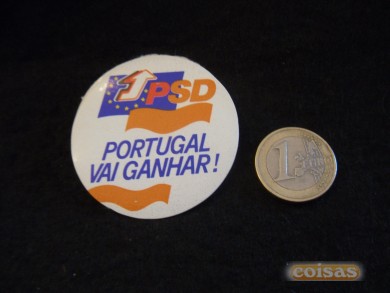 PSD
PORTUGAL
VAI GANHAR!
1
coisas